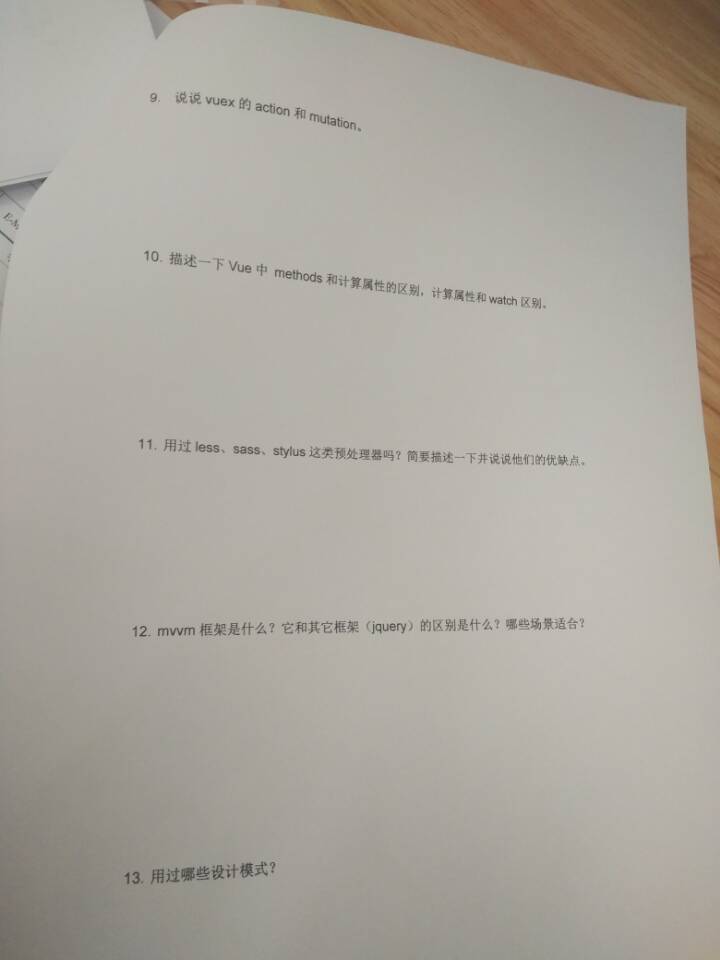 9. 说说 vuex 的 action 和 mutation。
10. 描述一下 Vue 中 methods 和计算属性的区别，计算属性和 watch 区别。
11. 用过 less、sass、stylus 这类预处理器吗？简要描述一下并说说他们的优缺点。
12. mvvm 框架是什么？它和其它框架（jquery）的区别是什么？哪些场景适合？
13. 用过哪些设计模式？